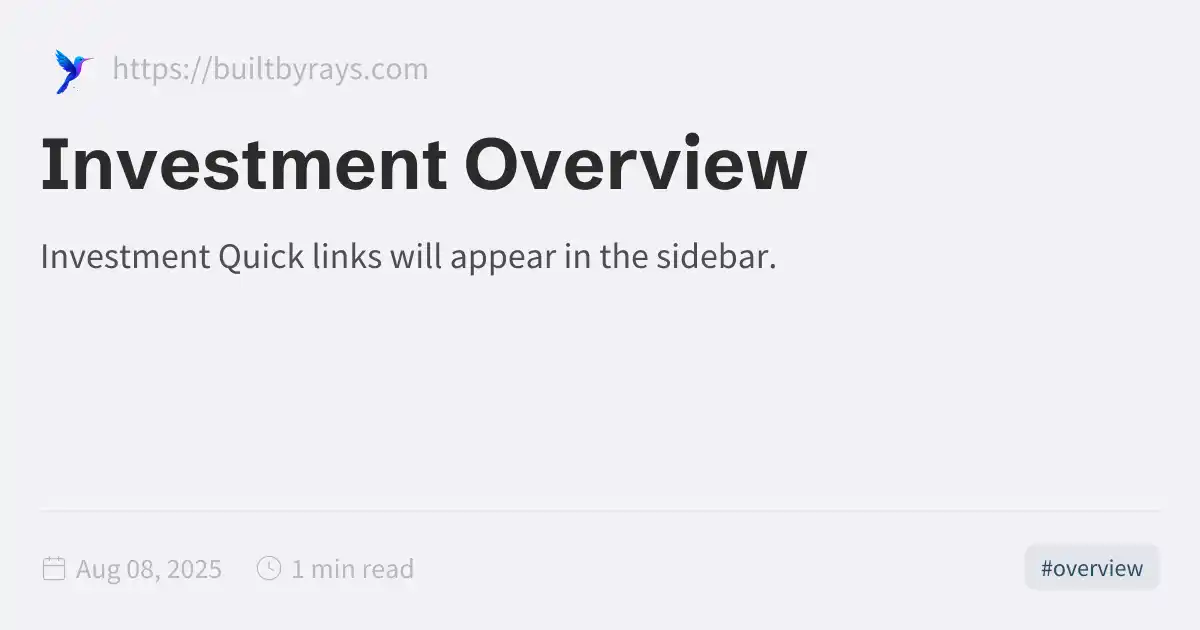 https://builtbyrays.com
Investment Overview
Investment Quick links will appear in the sidebar.
Aug 08, 2025 1 min read
#overview